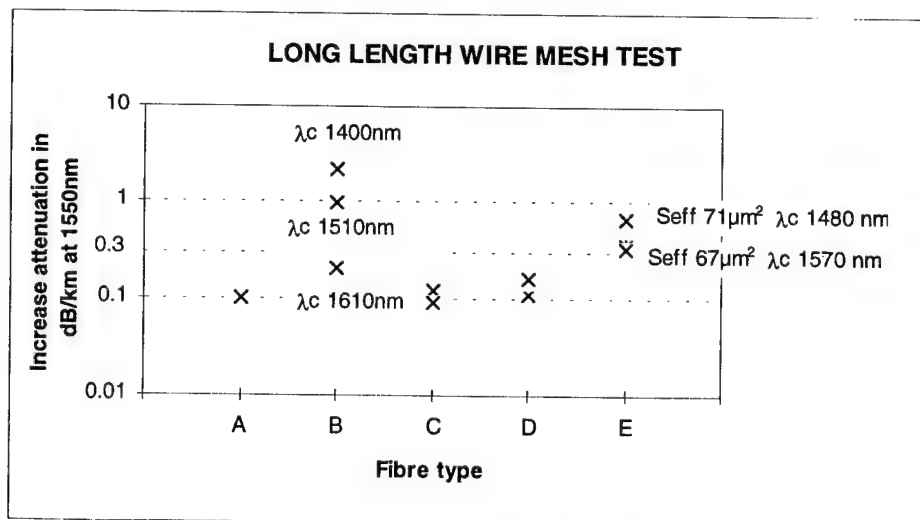 LONG LENGTH WIRE MESH TEST
Increase attenuation in
dB/km at 1550nm
10
1
0.3
0.1
0.01
λc 1400nm
λc 1510nm
λc 1610nm
Seff 71µm² λc 1480 nm
Seff 67µm² λc 1570 nm
A B C D E
Fibre type